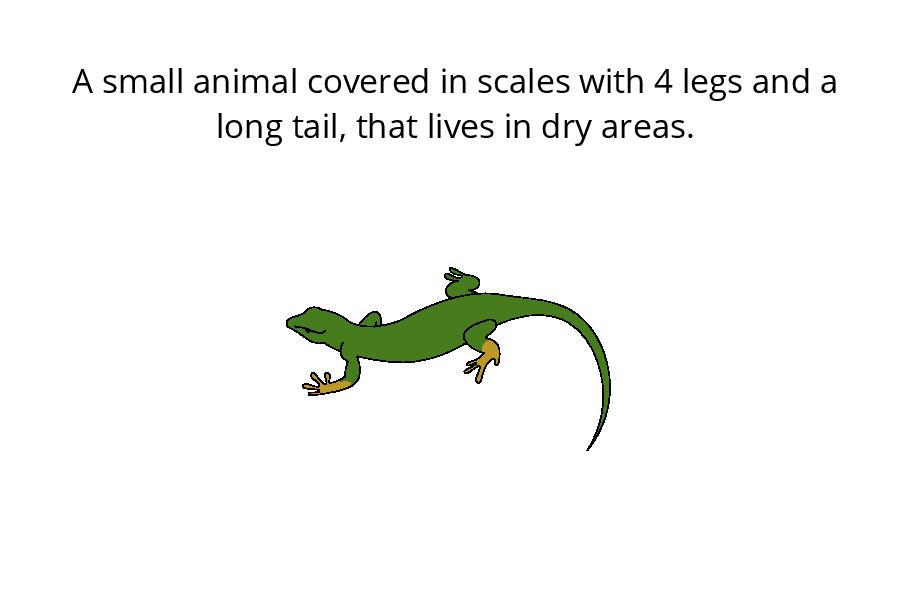 A small animal covered in scales with 4 legs and a
long tail, that lives in dry areas.